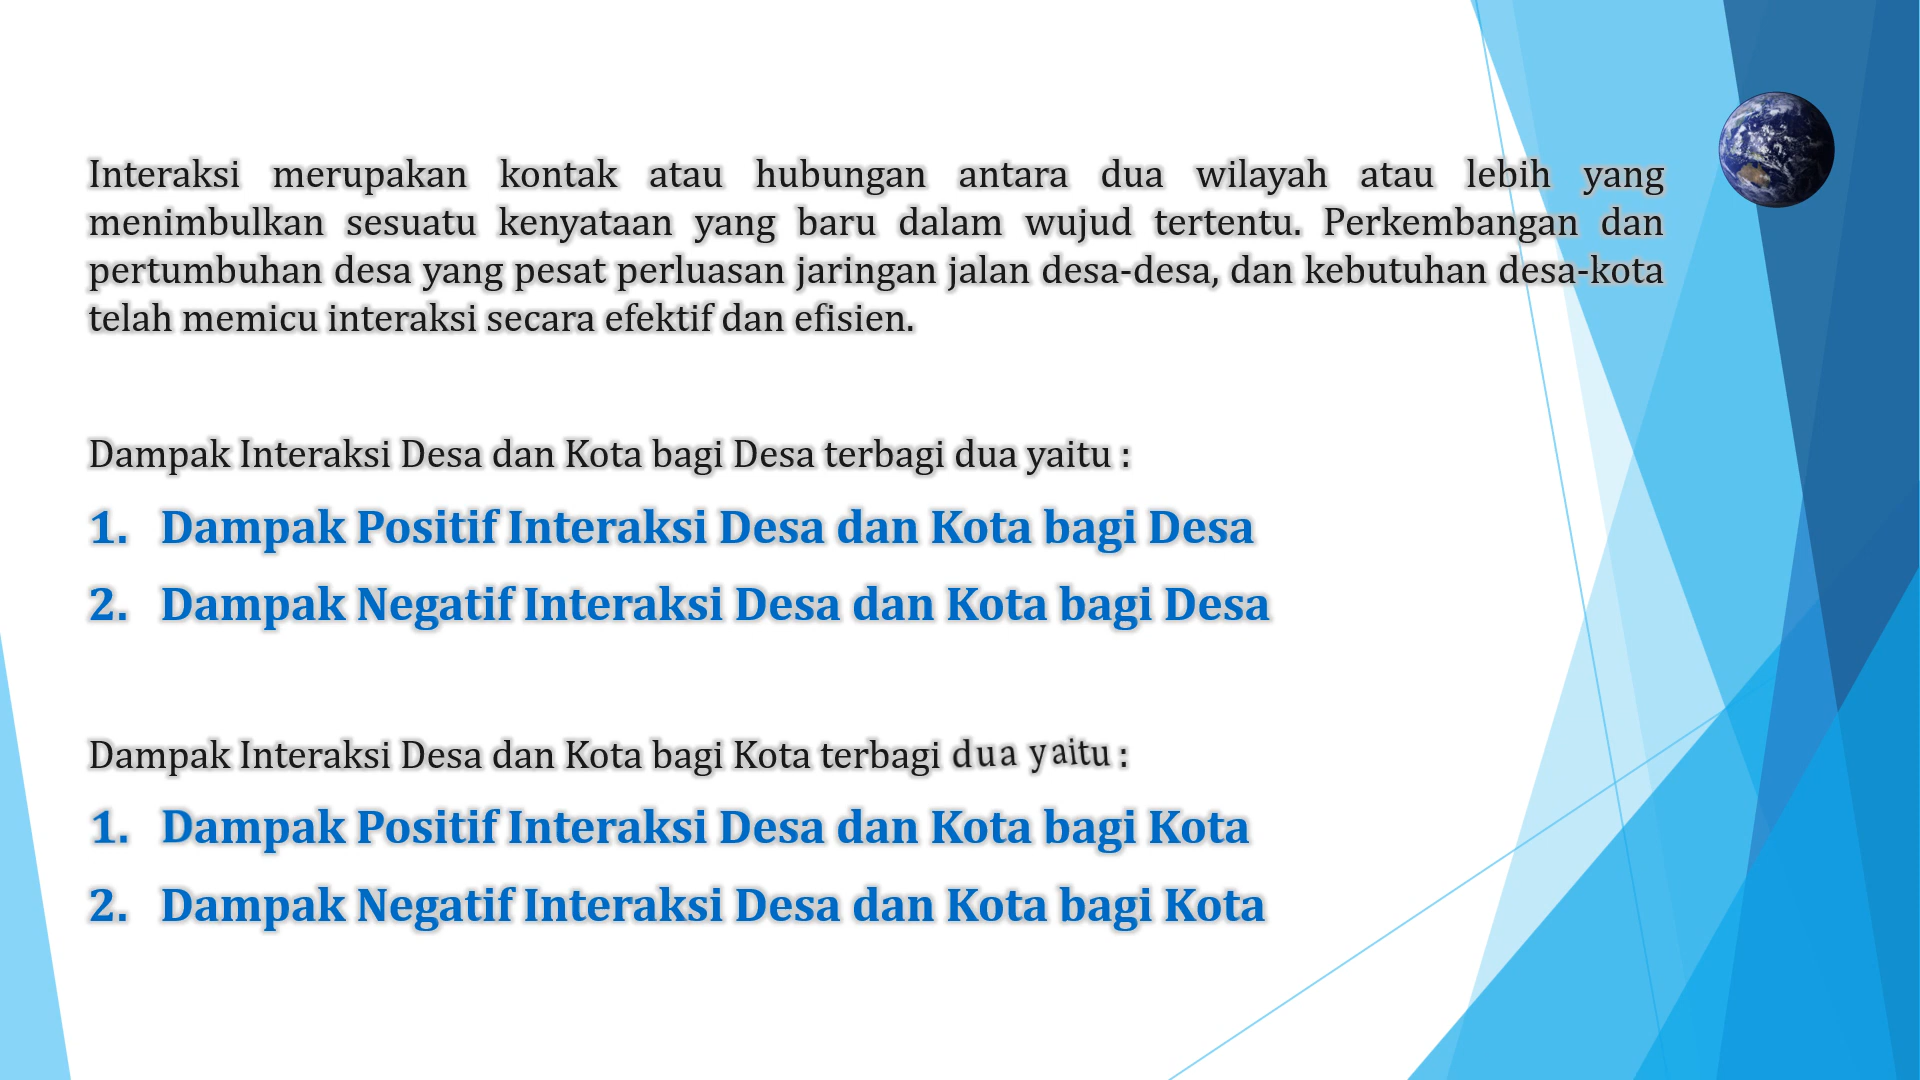 Interaksi merupakan kontak atau hubungan antara dua wilayah atau lebih yang
menimbulkan sesuatu kenyataan yang baru dalam wujud tertentu. Perkembangan dan
pertumbuhan desa yang pesat perluasan jaringan jalan desa-desa, dan kebutuhan desa-kota
telah memicu interaksi secara efektif dan efisien.
Dampak Interaksi Desa dan Kota bagi Desa terbagi dua yaitu :
1. Dampak Positif Interaksi Desa dan Kota bagi Desa
2. Dampak Negatif Interaksi Desa dan Kota bagi Desa
Dampak Interaksi Desa dan Kota bagi Kota terbagi dua yaitu :
1. Dampak Positif Interaksi Desa dan Kota bagi Kota
2. Dampak Negatif Interaksi Desa dan Kota bagi Kota